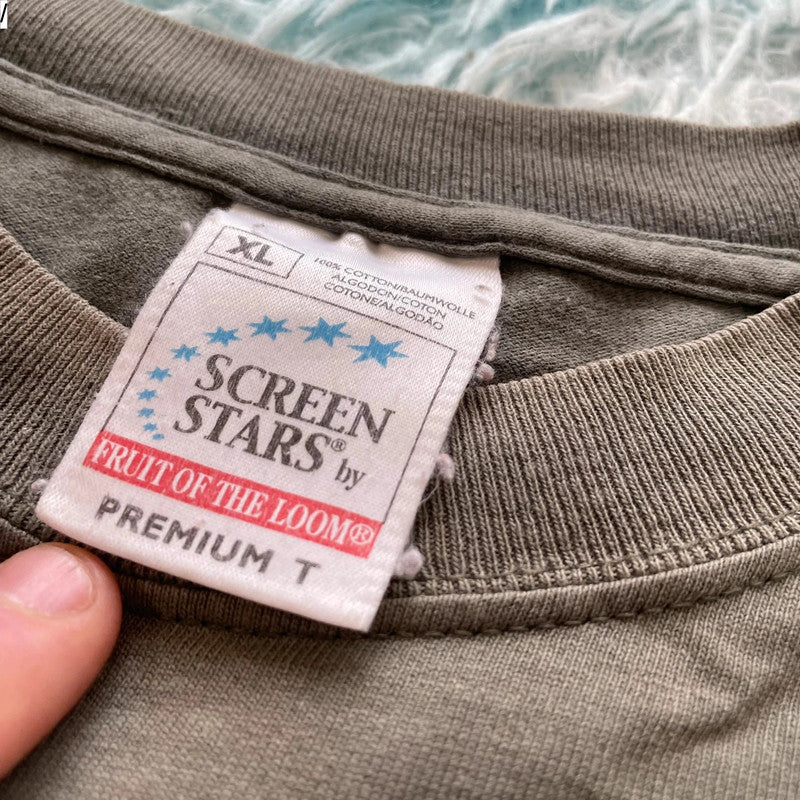 XL
100% COTTON/BAUMWOLLE
ALGODON/COTON
COTONE/ALGODÃO
SCREEN
STARS® by
FRUIT OF THE LOOM®
PREMIUM T